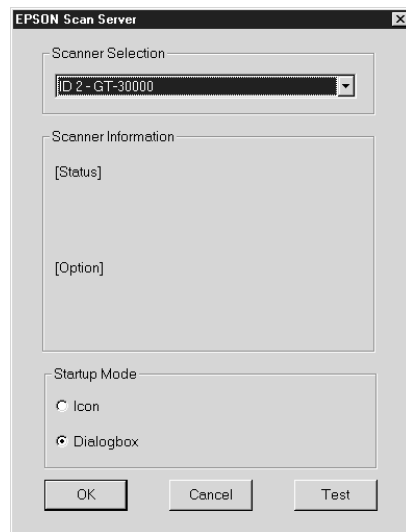 EPSON Scan Server
Scanner Selection
ID 2 - GT-30000
Scanner Information
[Status]
[Option]
Startup Mode
Icon
Dialogbox
OK Cancel Test